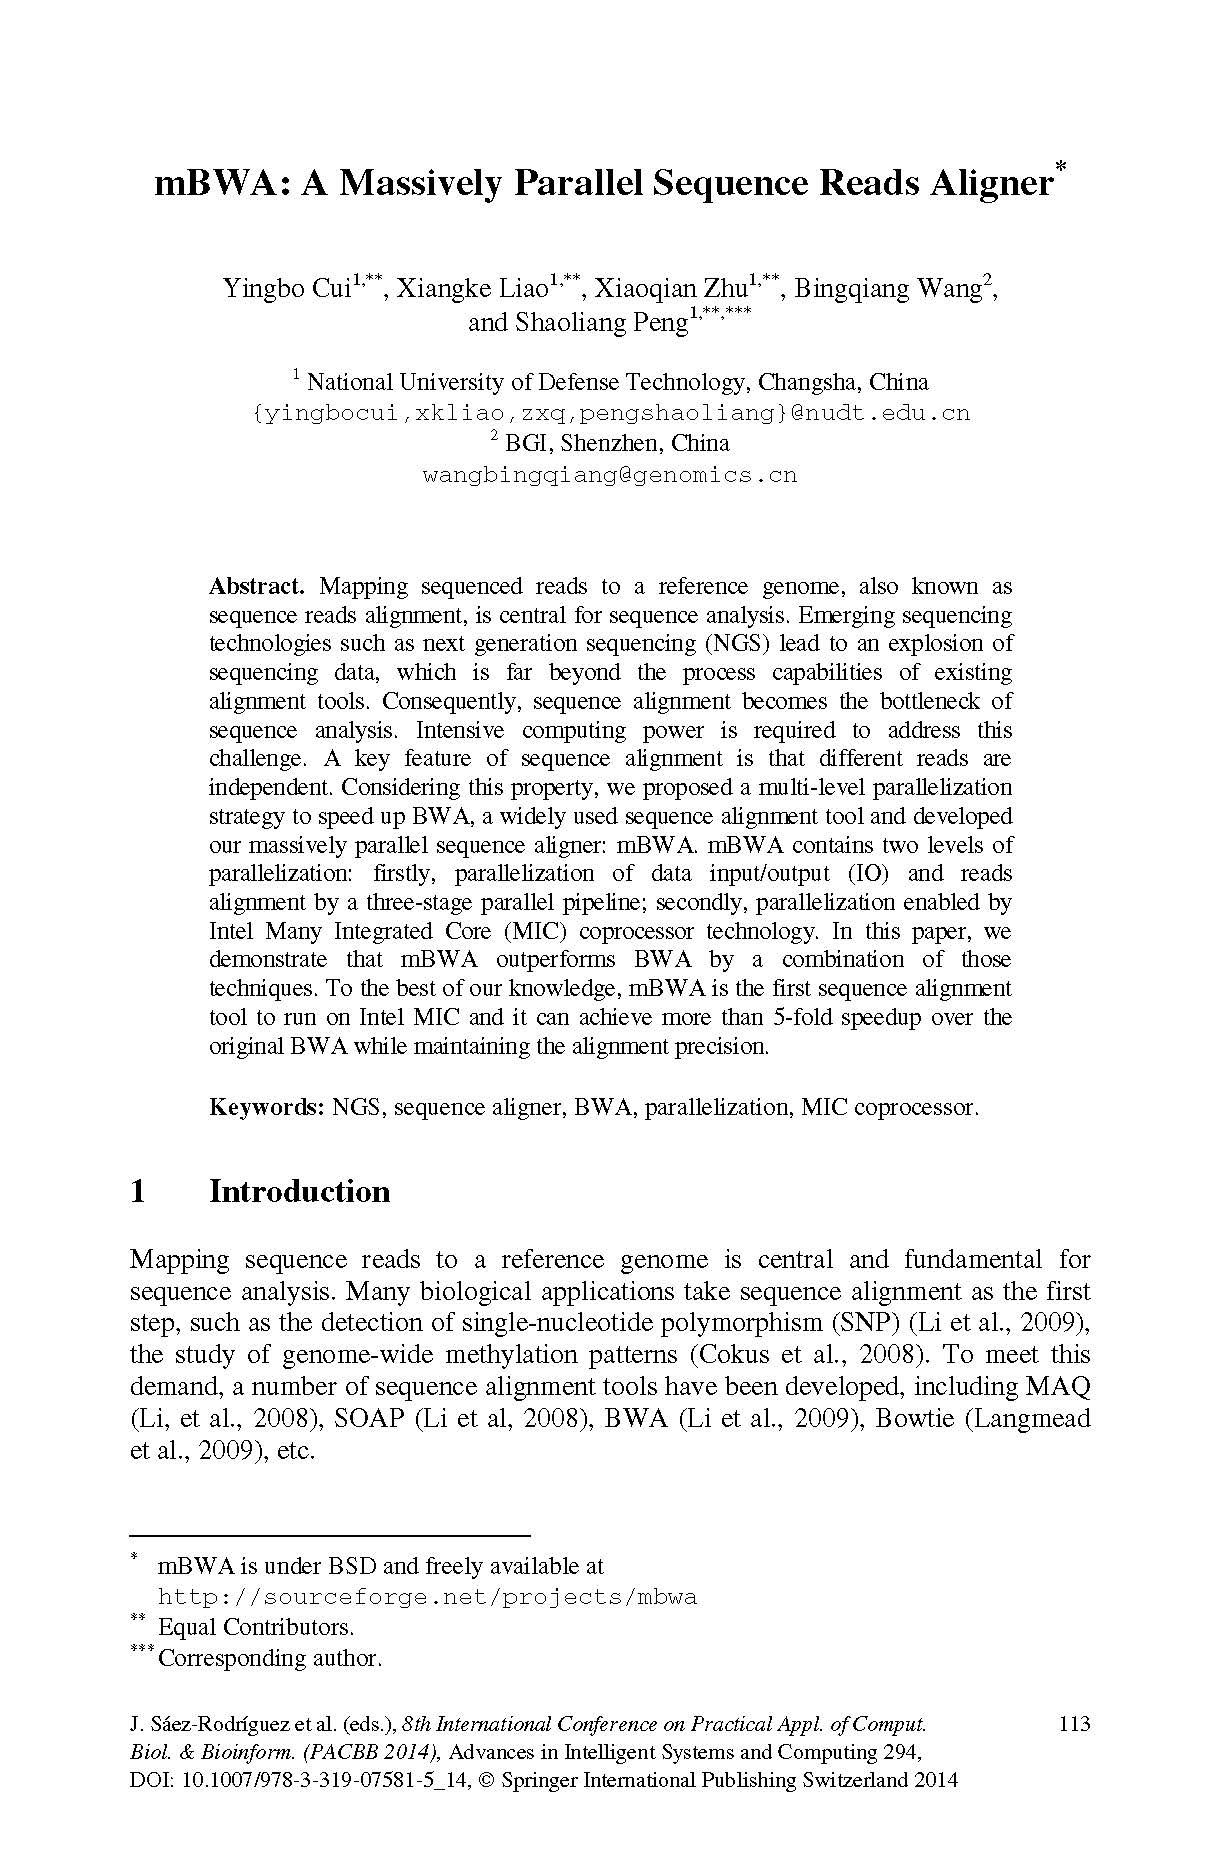 mBWA: A Massively Parallel Sequence Reads Aligner*
Yingbo Cui1,**, Xiangke Liao1,**, Xiaoqian Zhu1,**, Bingqiang Wang2,
and Shaoliang Peng1,**,***
1 National University of Defense Technology, Changsha, China
{yingbocui,xkliao,zxq,pengshaoliang}@nudt.edu.cn
2 BGI, Shenzhen, China
wangbingqiang@genomics.cn
Abstract. Mapping sequenced reads to a reference genome, also known as
sequence reads alignment, is central for sequence analysis. Emerging sequencing
technologies such as next generation sequencing (NGS) lead to an explosion of
sequencing data, which is far beyond the process capabilities of existing
alignment tools. Consequently, sequence alignment becomes the bottleneck of
sequence analysis. Intensive computing power is required to address this
challenge. A key feature of sequence alignment is that different reads are
independent. Considering this property, we proposed a multi-level parallelization
strategy to speed up BWA, a widely used sequence alignment tool and developed
our massively parallel sequence aligner: mBWA. mBWA contains two levels of
parallelization: firstly, parallelization of data input/output (IO) and reads
alignment by a three-stage parallel pipeline; secondly, parallelization enabled by
Intel Many Integrated Core (MIC) coprocessor technology. In this paper, we
demonstrate that mBWA outperforms BWA by a combination of those
techniques. To the best of our knowledge, mBWA is the first sequence alignment
tool to run on Intel MIC and it can achieve more than 5-fold speedup over the
original BWA while maintaining the alignment precision.
Keywords: NGS, sequence aligner, BWA, parallelization, MIC coprocessor.
1 Introduction
Mapping sequence reads to a reference genome is central and fundamental for
sequence analysis. Many biological applications take sequence alignment as the first
step, such as the detection of single-nucleotide polymorphism (SNP) (Li et al., 2009),
the study of genome-wide methylation patterns (Cokus et al., 2008). To meet this
demand, a number of sequence alignment tools have been developed, including MAQ
(Li, et al., 2008), SOAP (Li et al, 2008), BWA (Li et al., 2009), Bowtie (Langmead
et al., 2009), etc.
* mBWA is under BSD and freely available at
http://sourceforge.net/projects/mbwa
** Equal Contributors.
*** Corresponding author.
J. Sáez-Rodríguez et al. (eds.), 8th International Conference on Practical Appl. of Comput. 113
Biol. & Bioinform. (PACBB 2014), Advances in Intelligent Systems and Computing 294,
DOI: 10.1007/978-3-319-07581-5_14, © Springer International Publishing Switzerland 2014